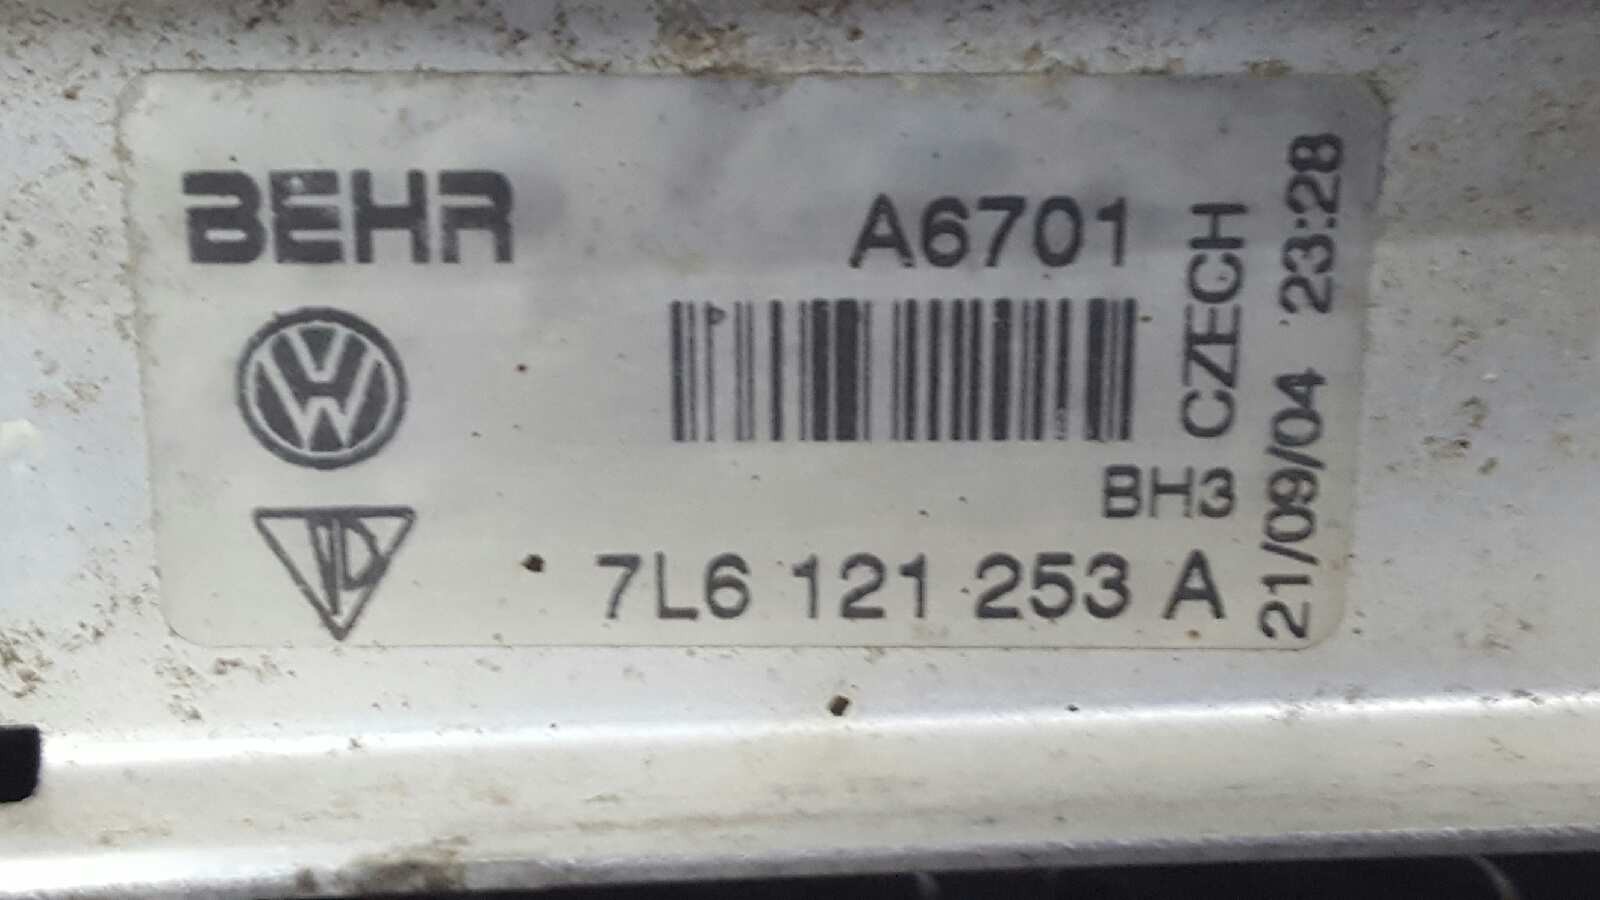 BEHR
A6701
CZECH
21/09/04 23:28
BH3
7L6 121 253 A